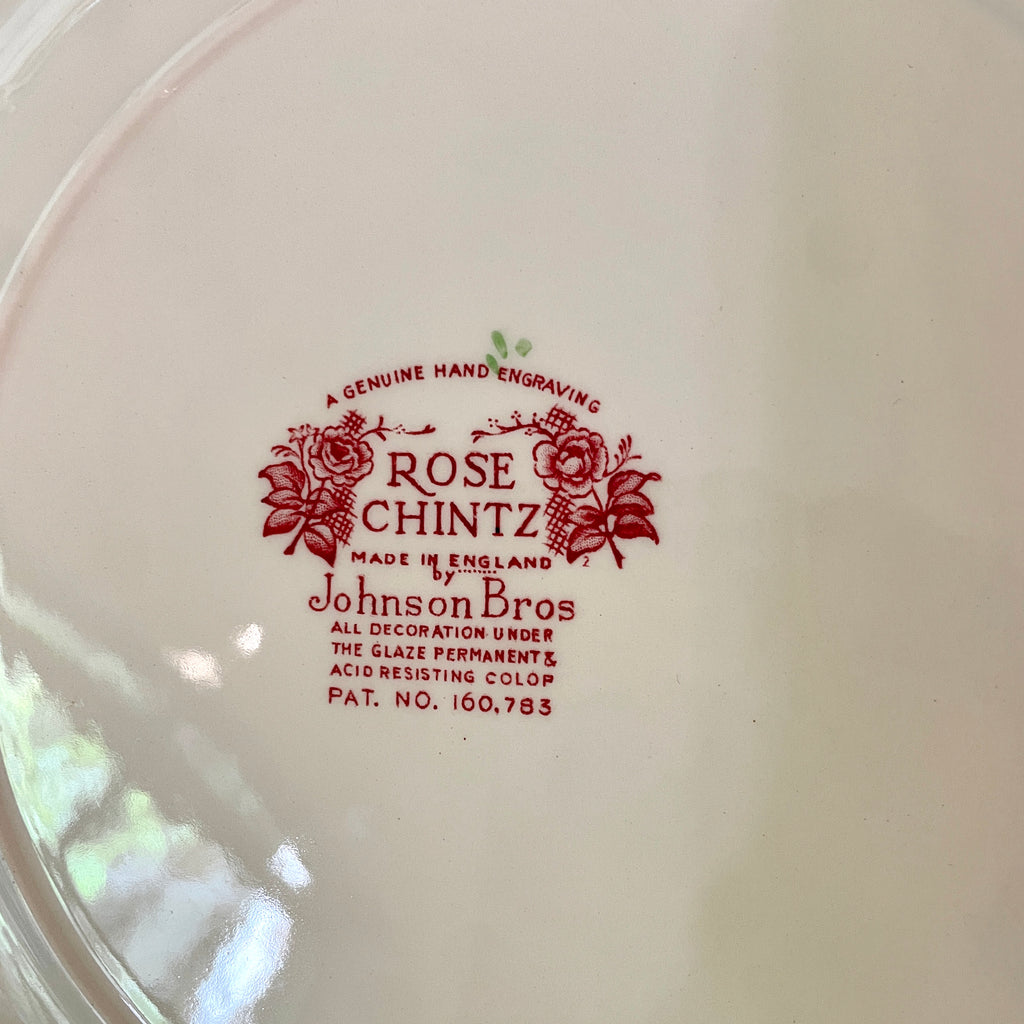 A GENUINE HAND ENGRAVING
ROSE
CHINTZ
MADE IN ENGLAND 2
by
Johnson Bros
ALL DECORATION UNDER
THE GLAZE PERMANENT &
ACID RESISTING COLOP
PAT. NO. 160,783